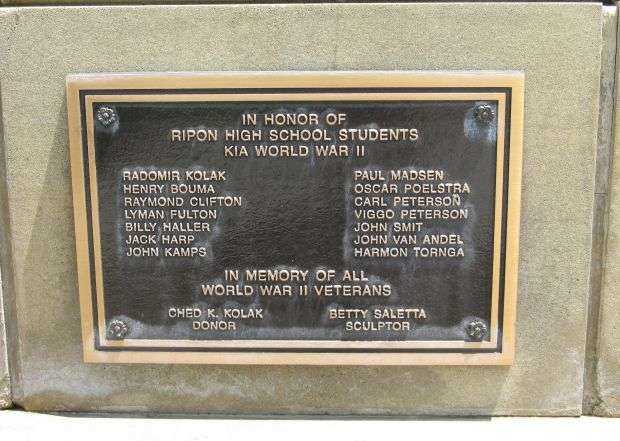 IN HONOR OF
RIPON HIGH SCHOOL STUDENTS
KIA WORLD WAR II
RADOMIR KOLAK
HENRY BOUMA
RAYMOND CLIFTON
LYMAN FULTON
BILLY HALLER
JACK HARP
JOHN KAMPS
PAUL MADSEN
OSCAR POELSTRA
CARL PETERSON
VIGGO PETERSON
JOHN SMIT
JOHN VAN ANDEL
HARMON TORNGA
IN MEMORY OF ALL
WORLD WAR II VETERANS
CHED K. KOLAK
DONOR
BETTY SALETTA
SCULPTOR